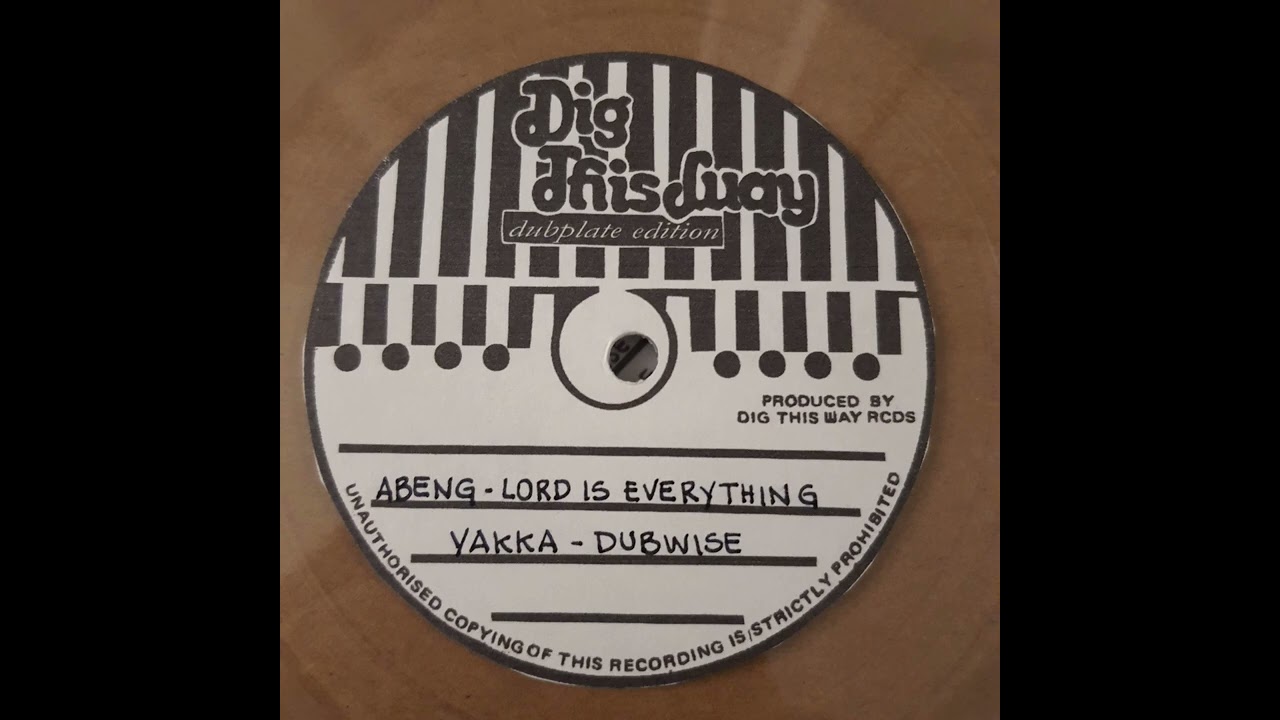 Dig
This Way
dubplate edition
PRODUCED BY
DIG THIS WAY RCDS
ABENG - LORD IS EVERYTHING
YAKKA - DUBWISE
UNAUTHORISED COPYING OF THIS RECORDING IS STRICTLY PROHIBITED